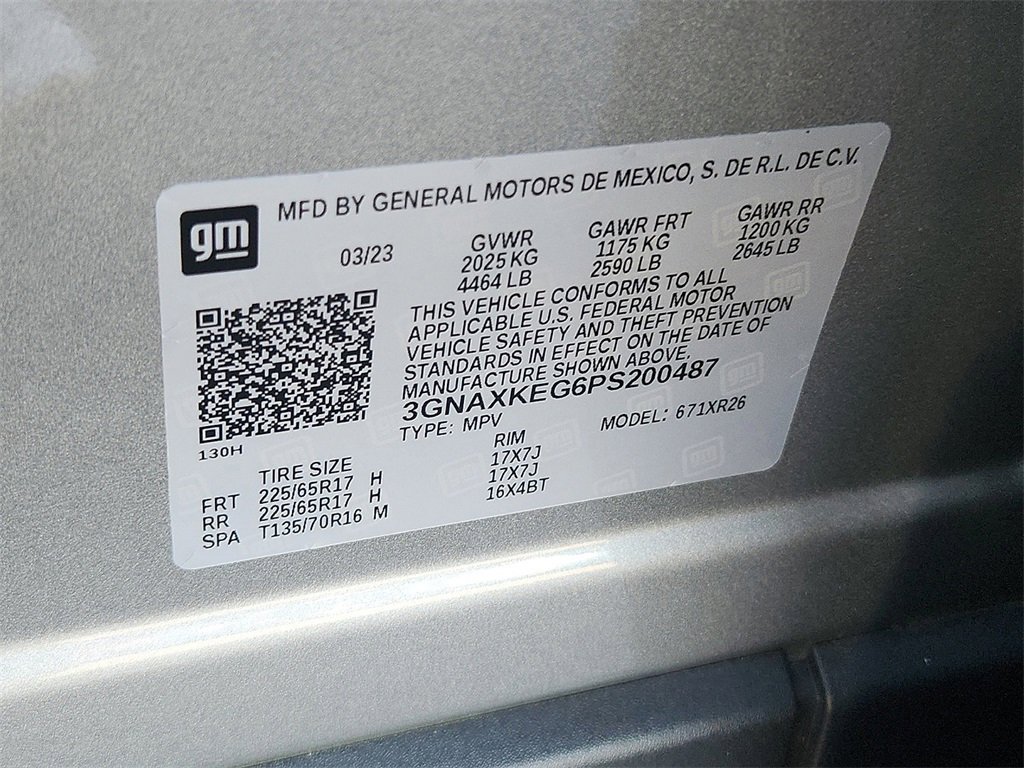 gm
MFD BY GENERAL MOTORS DE MEXICO, S. DE R.L. DE C.V.
03/23
GVWR
2025 KG
4464 LB
GAWR FRT
1175 KG
2590 LB
GAWR RR
1200 KG
2645 LB
THIS VEHICLE CONFORMS TO ALL
APPLICABLE U.S. FEDERAL MOTOR
VEHICLE SAFETY AND THEFT PREVENTION
STANDARDS IN EFFECT ON THE DATE OF
MANUFACTURE SHOWN ABOVE.
3GNAXKEG6PS200487
TYPE: MPV
MODEL: 671XR26
130H
TIRE SIZE RIM
FRT 225/65R17 H 17X7J
RR 225/65R17 H 17X7J
SPA T135/70R16 M 16X4BT